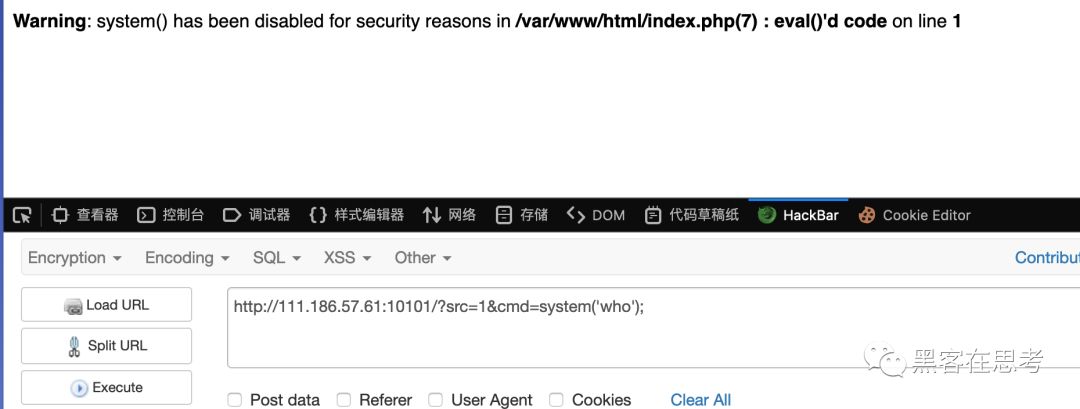 Warning: system() has been disabled for security reasons in /var/www/html/index.php(7) : eval()'d code on line 1
查看器 控制台 调试器 {} 样式编辑器 网络 存储 DOM 代码草稿纸 HackBar Cookie Editor
Encryption Encoding SQL XSS Other Contribut
Load URL http://111.186.57.61:10101/?src=1&cmd=system('who');
Split URL
黑客在思考
Execute
Post data Referer User Agent Cookies Clear All